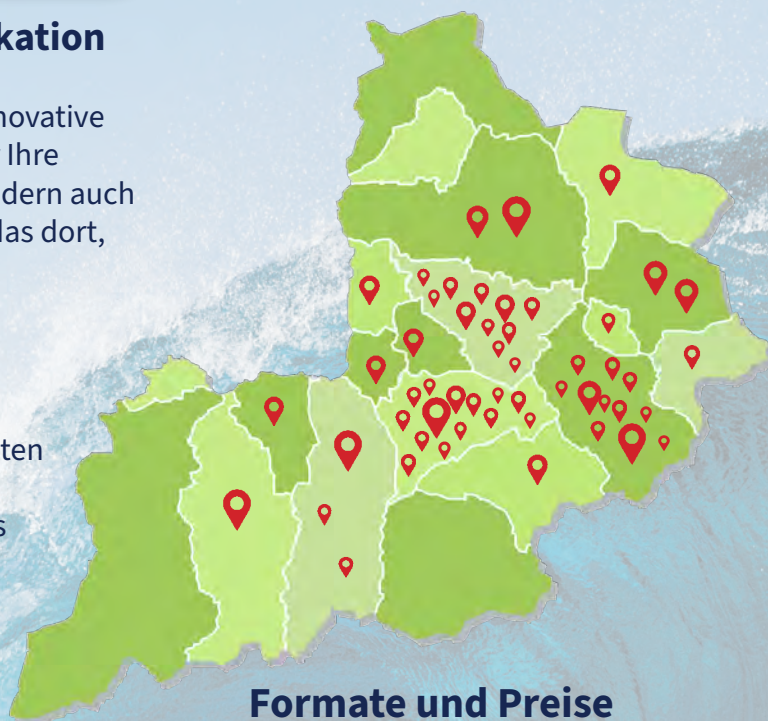 kation
novative
Ihre
dern auch
das dort,
ten
s
Formate und Preise